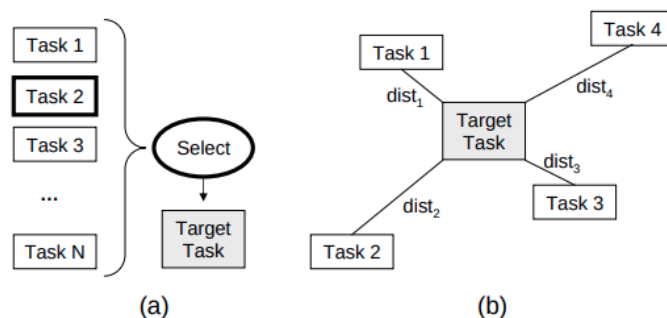 Task 1
Task 2
Task 3
...
Task N
Select
Target
Task
(a)
Task 1
Task 4
dist₁
dist₄
Target
Task
dist₃
dist₂
Task 3
Task 2
(b)